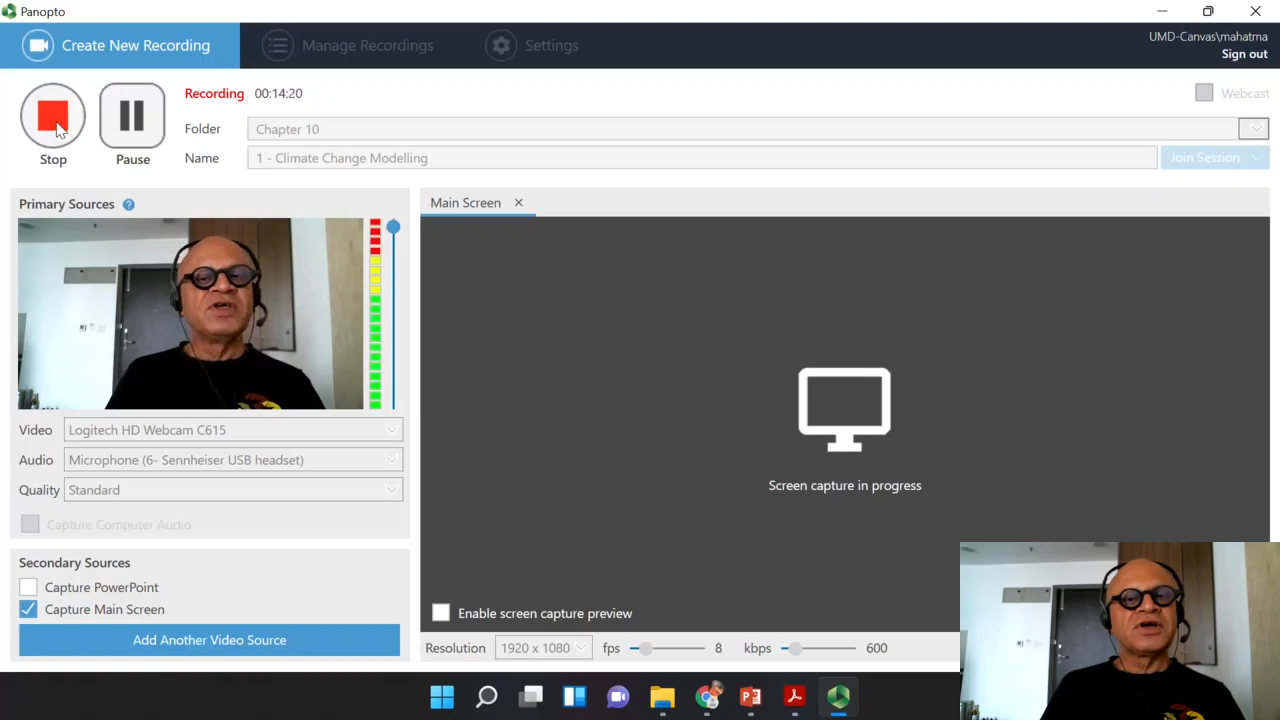 Panopto
Create New Recording
Manage Recordings
Settings
UMD-Canvas\mahatma
Sign out
Recording 00:14:20
Webcast
Folder Chapter 10
Name 1 - Climate Change Modelling
Join Session
Stop
Pause
Primary Sources ?
Main Screen
Video Logitech HD Webcam C615
Audio Microphone (6- Sennheiser USB headset)
Quality Standard
Capture Computer Audio
Screen capture in progress
Secondary Sources
Capture PowerPoint
Capture Main Screen
Add Another Video Source
Enable screen capture preview
Resolution 1920 x 1080 fps 8 kbps 600